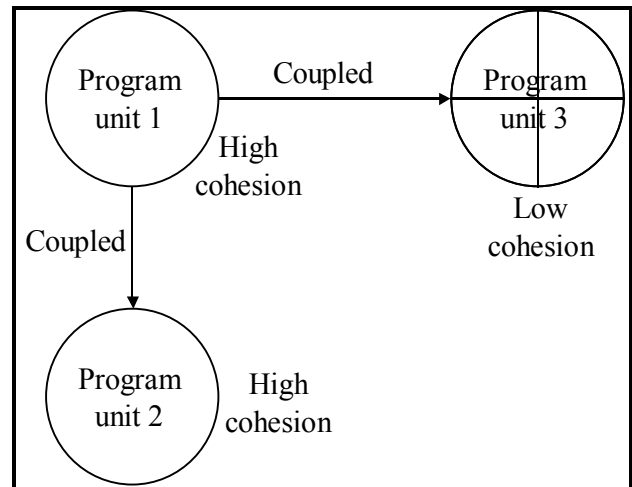 Program
unit 1
Coupled
Program
unit 3
High
cohesion
Low
cohesion
Coupled
Program
unit 2
High
cohesion